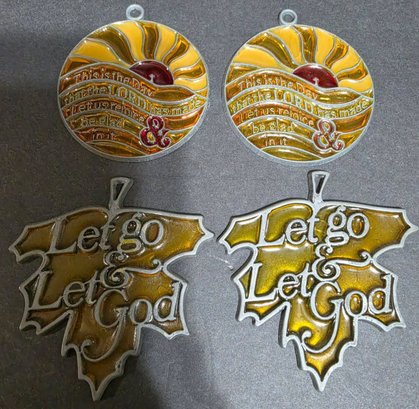 This is the Day
that the LORD has made
Let us rejoice
& be glad
in it
This is the Day
that the LORD has made
Let us rejoice
& be glad
in it
Let go
&
Let God
Let go
&
Let God